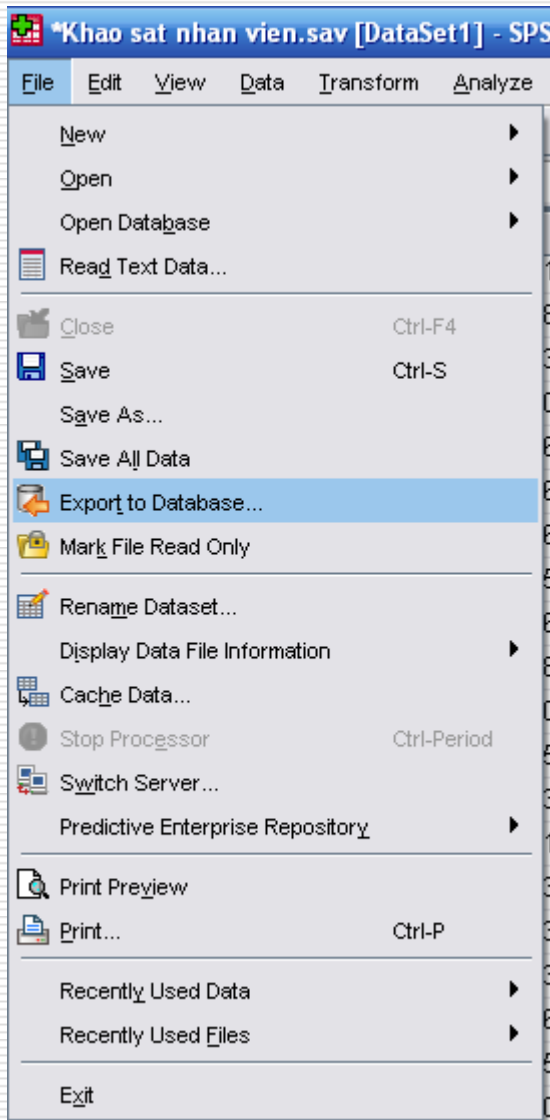 *Khao sat nhan vien.sav [DataSet1] - SPS
File Edit View Data Transform Analyze
New
Open
Open Database
Read Text Data...
Close Ctrl-F4
Save Ctrl-S
Save As...
Save All Data
Export to Database...
Mark File Read Only
Rename Dataset...
Display Data File Information
Cache Data...
Stop Processor Ctrl-Period
Switch Server...
Predictive Enterprise Repository
Print Preview
Print... Ctrl-P
Recently Used Data
Recently Used Files
Exit